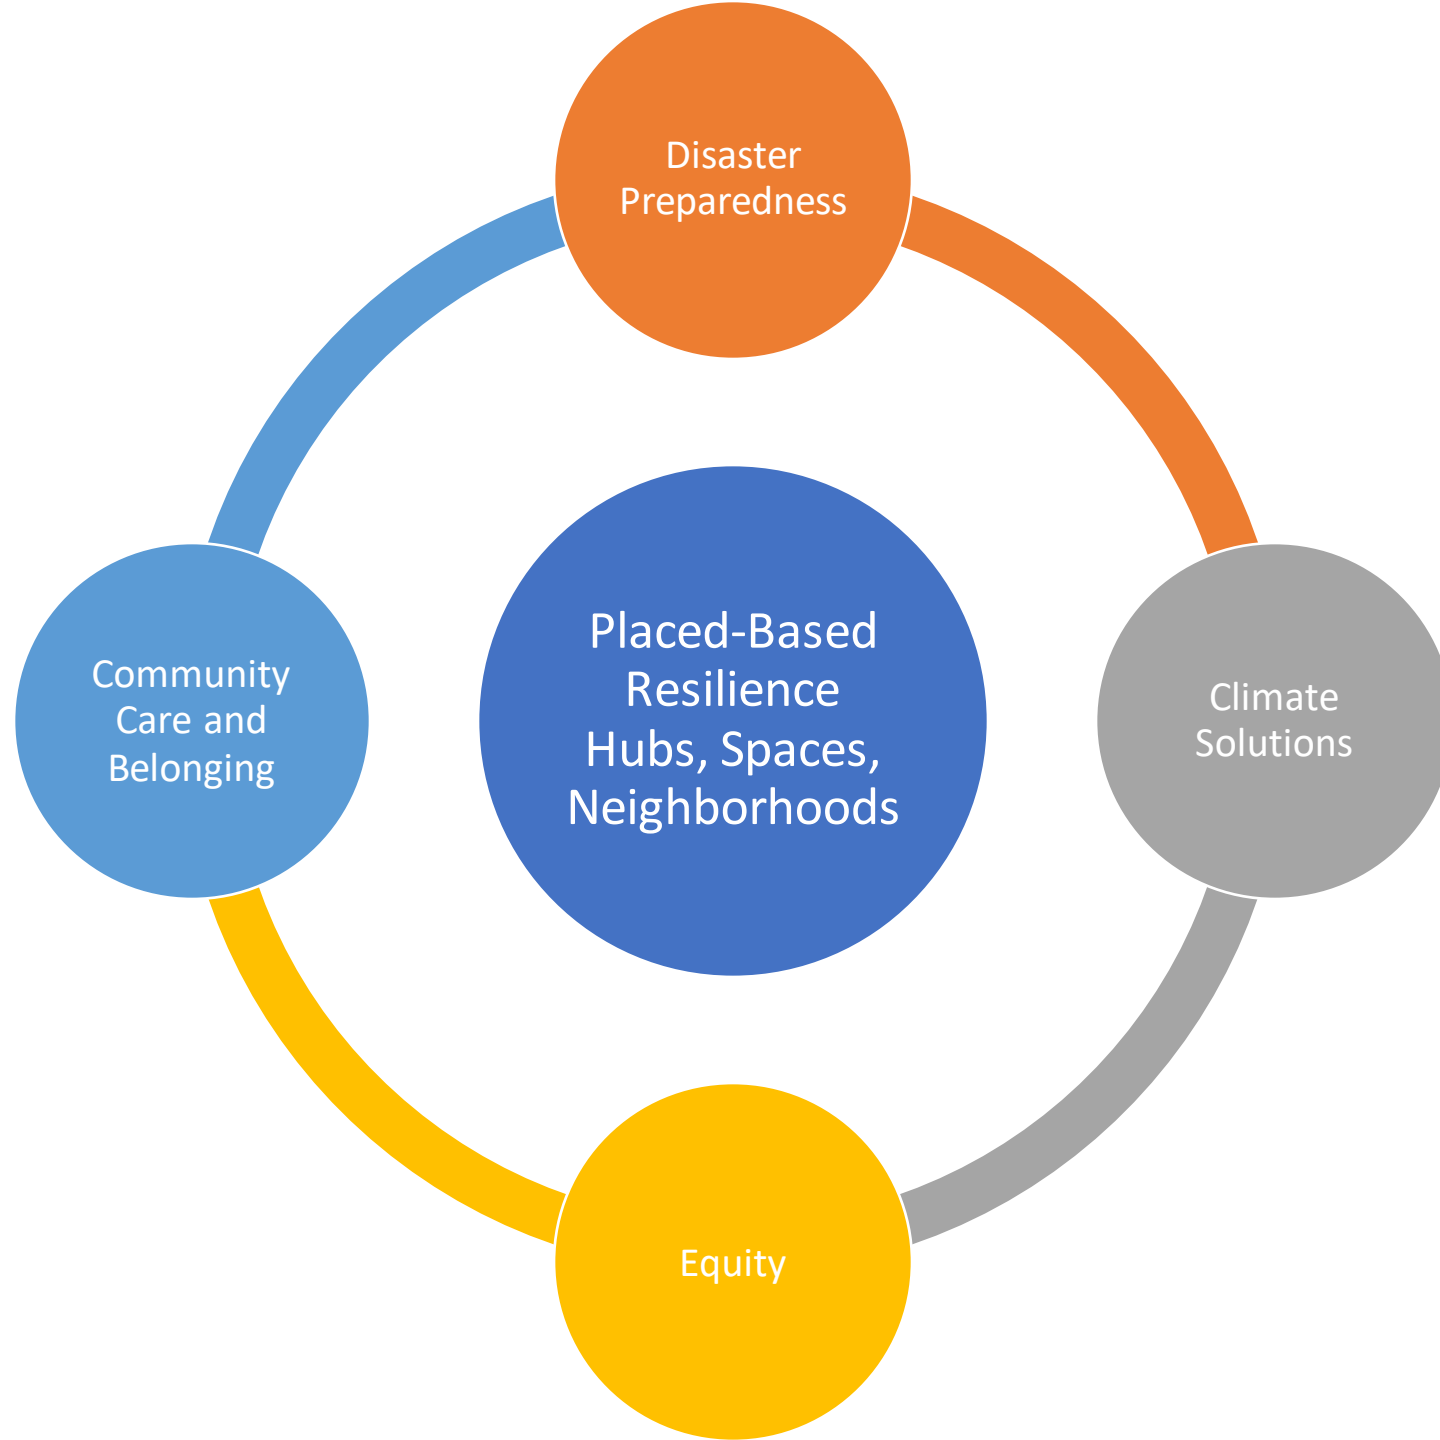 Disaster
Preparedness
Community
Care and
Belonging
Placed-Based
Resilience
Hubs, Spaces,
Neighborhoods
Climate
Solutions
Equity